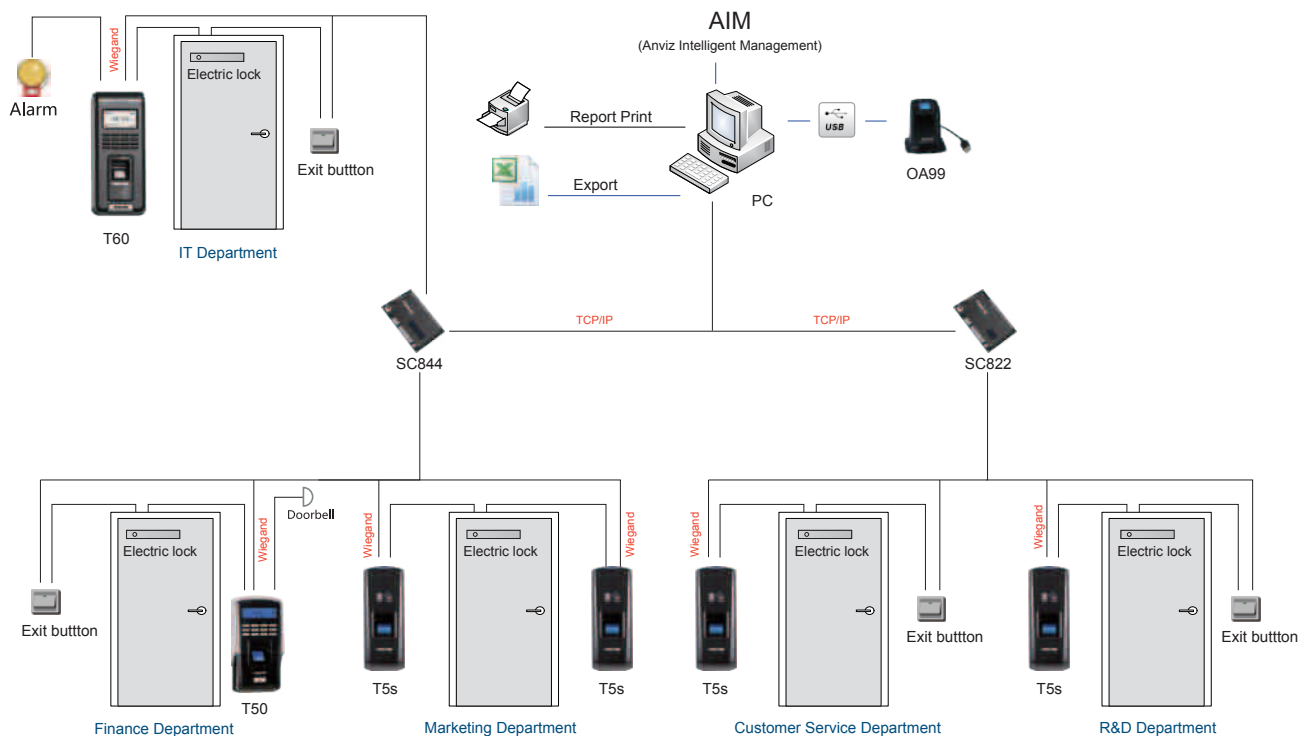 AIM
(Anviz Intelligent Management)
Wiegand
Electric lock
Alarm
Exit buttton
T60
IT Department
Report Print
Export
PC
USB
OA99
TCP/IP
TCP/IP
SC844
SC822
Doorbell
Wiegand
Wiegand
Wiegand
Wiegand
Wiegand
Electric lock
Electric lock
Electric lock
Electric lock
Exit buttton
T50
T5s
T5s
T5s
Exit buttton
T5s
Exit buttton
Finance Department
Marketing Department
Customer Service Department
R&D Department